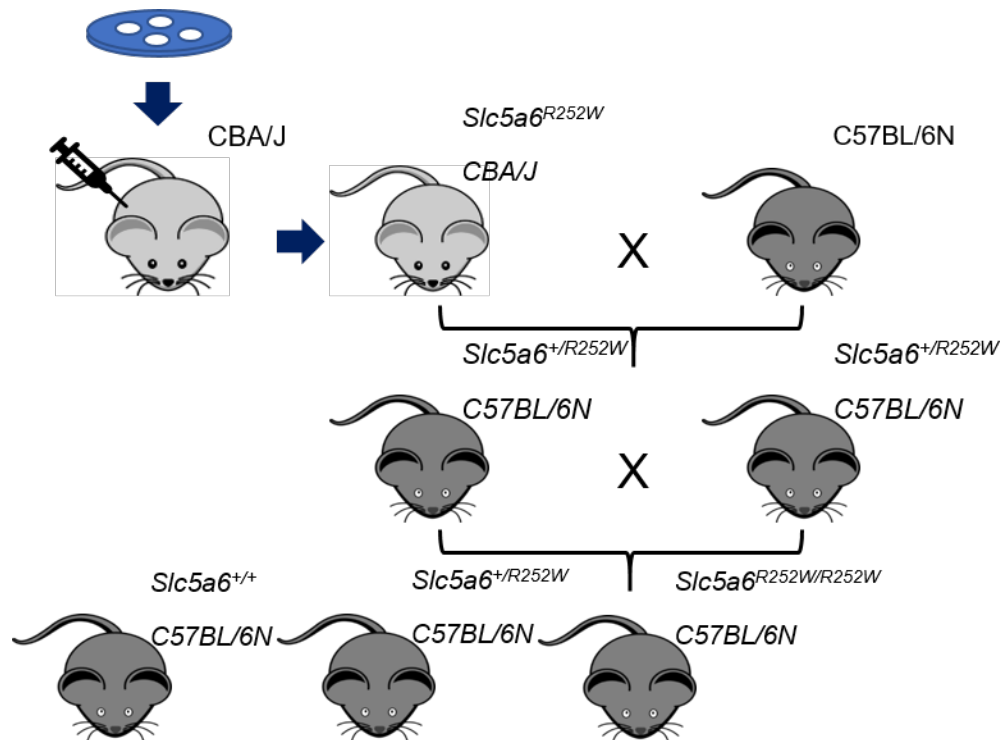 CBA/J
Slc5a6R252W
CBA/J
C57BL/6N
X
Slc5a6+/R252W
C57BL/6N
Slc5a6+/R252W
C57BL/6N
X
Slc5a6+/+
C57BL/6N
Slc5a6+/R252W
C57BL/6N
Slc5a6R252W/R252W
C57BL/6N